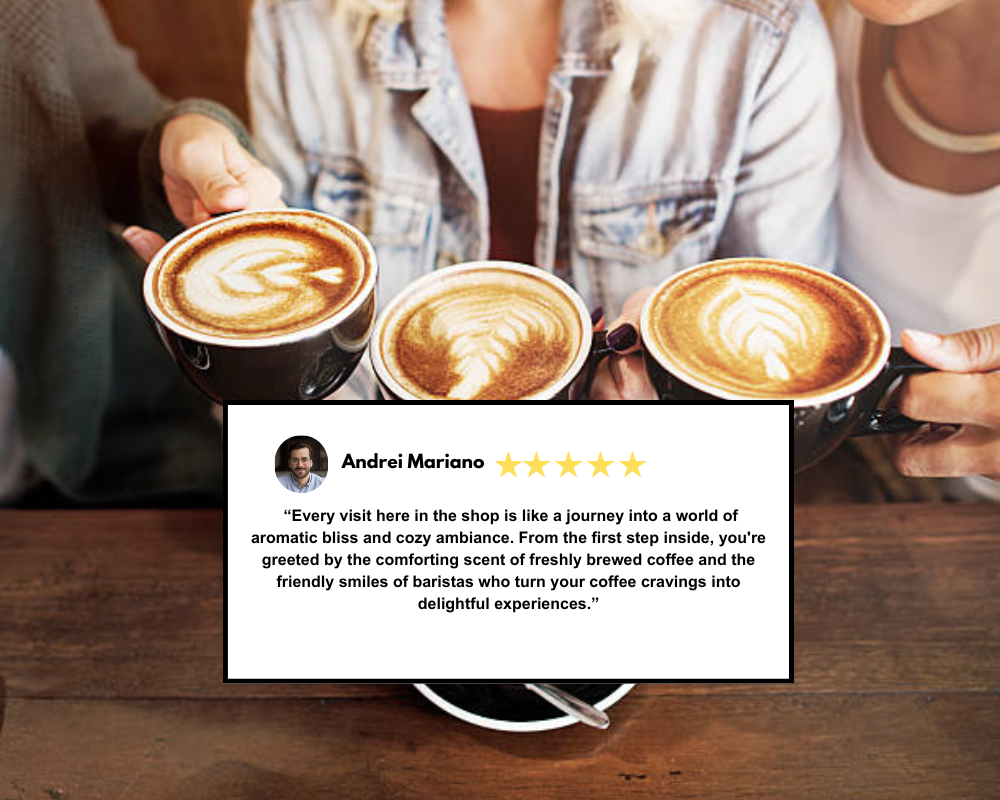 Andrei Mariano
“Every visit here in the shop is like a journey into a world of
aromatic bliss and cozy ambiance. From the first step inside, you're
greeted by the comforting scent of freshly brewed coffee and the
friendly smiles of baristas who turn your coffee cravings into
delightful experiences.”